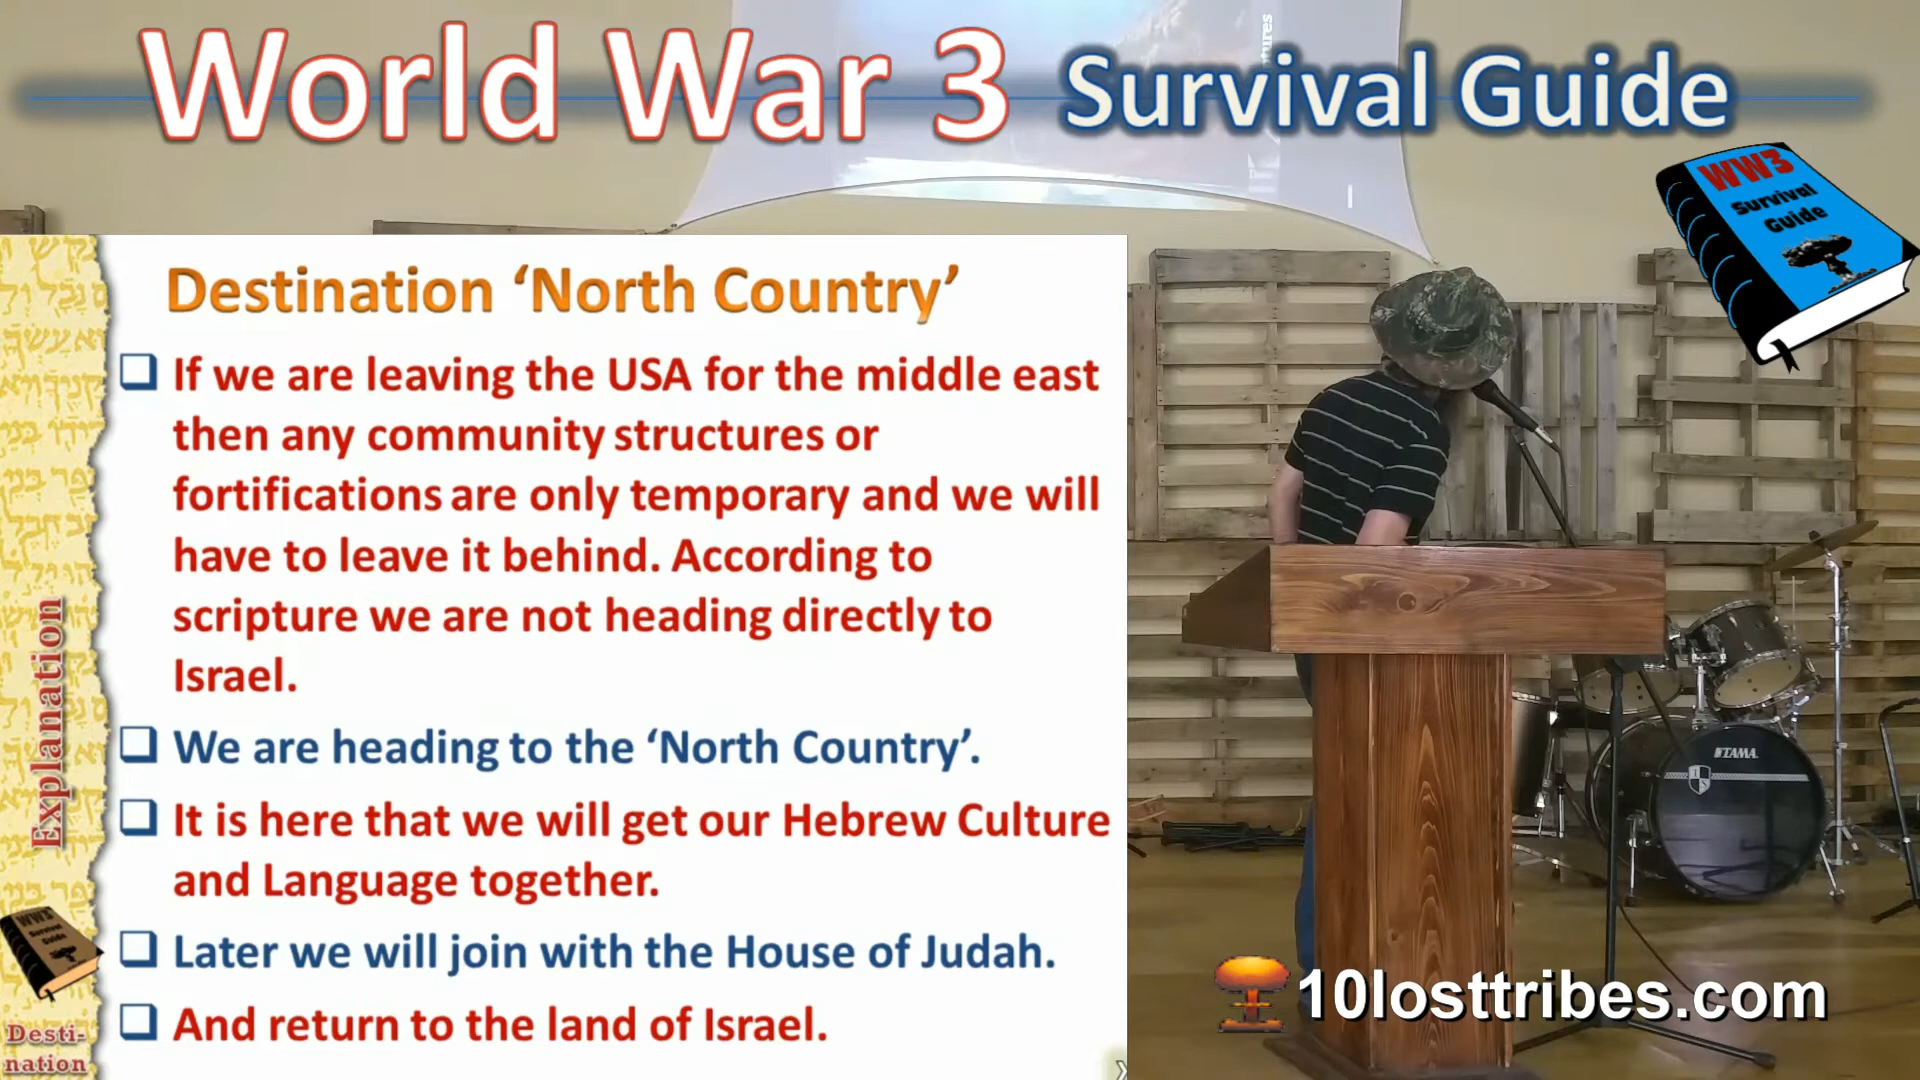 World War 3 Survival Guide
WW3
Survival
Guide
Destination ‘North Country’
If we are leaving the USA for the middle east
then any community structures or
fortifications are only temporary and we will
have to leave it behind. According to
scripture we are not heading directly to
Israel.
We are heading to the ‘North Country’.
It is here that we will get our Hebrew Culture
and Language together.
Later we will join with the House of Judah.
And return to the land of Israel.
Explanation
WW3
Survival
Guide
Desti-
nation
TAMA
10losttribes.com